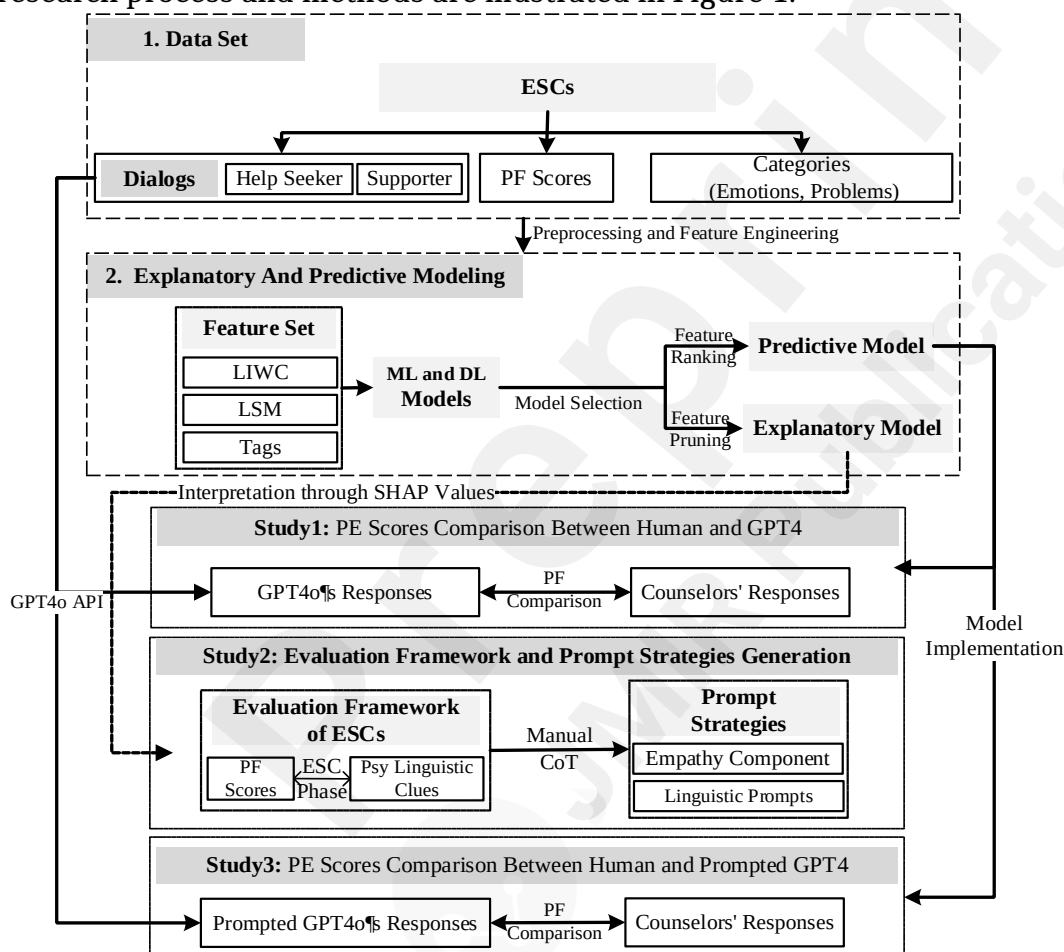 research process and methods are illustrated in Figure 1.
1. Data Set
ESCs
Dialogs
Help Seeker
Supporter
PF Scores
Categories
(Emotions, Problems)
Preprocessing and Feature Engineering
2. Explanatory And Predictive Modeling
Feature Set
LIWC
LSM
Tags
ML and DL
Models
Model Selection
Feature
Ranking
Predictive Model
Feature
Pruning
Explanatory Model
Interpretation through SHAP Values
Study1: PE Scores Comparison Between Human and GPT4
GPT4o¶s Responses
PF
Comparison
Counselors' Responses
GPT4o API
Model
Implementation
Study2: Evaluation Framework and Prompt Strategies Generation
Evaluation Framework
of ESCs
PF
Scores
ESC
Phase
Psy Linguistic
Clues
Manual
CoT
Prompt
Strategies
Empathy Component
Linguistic Prompts
Study3: PE Scores Comparison Between Human and Prompted GPT4
Prompted GPT4o¶s Responses
PF
Comparison
Counselors' Responses
Preprin
JMIR Publicati